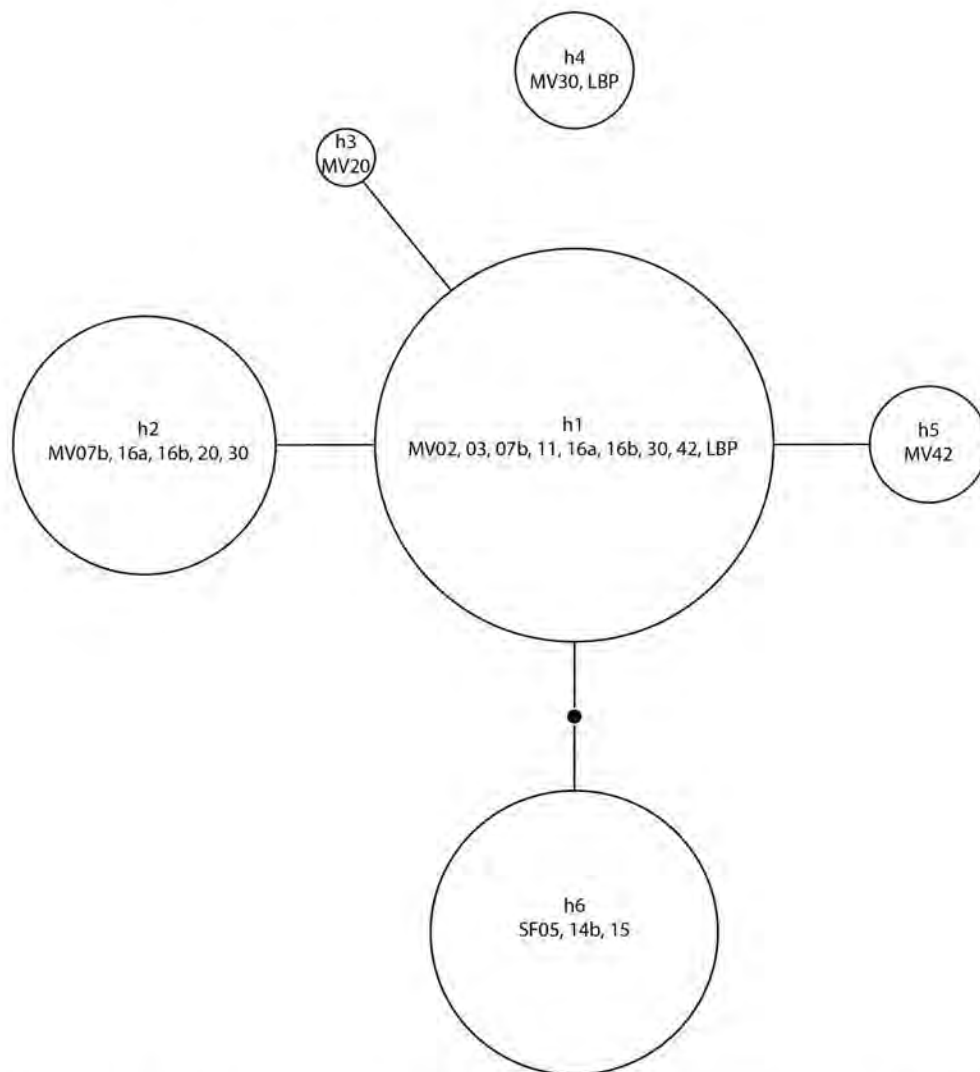 h4
MV30, LBP
h3
MV20
h2
MV07b, 16a, 16b, 20, 30
h1
MV02, 03, 07b, 11, 16a, 16b, 30, 42, LBP
h5
MV42
h6
SF05, 14b, 15